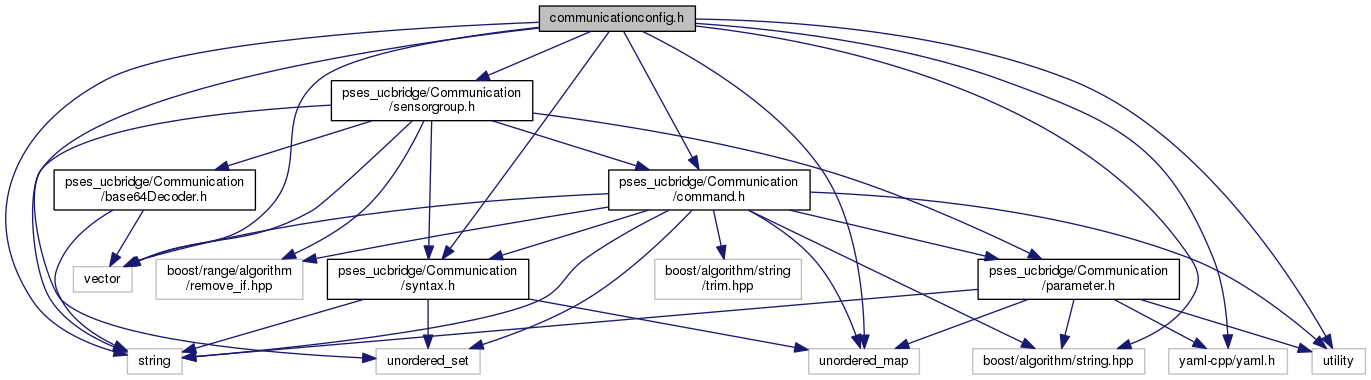 communicationconfig.h
pses_ucbridge/Communication
/sensorgroup.h
pses_ucbridge/Communication
/base64Decoder.h
pses_ucbridge/Communication
/command.h
vector
boost/range/algorithm
/remove_if.hpp
pses_ucbridge/Communication
/syntax.h
boost/algorithm/string
/trim.hpp
pses_ucbridge/Communication
/parameter.h
string
unordered_set
unordered_map
boost/algorithm/string.hpp
yaml-cpp/yaml.h
utility